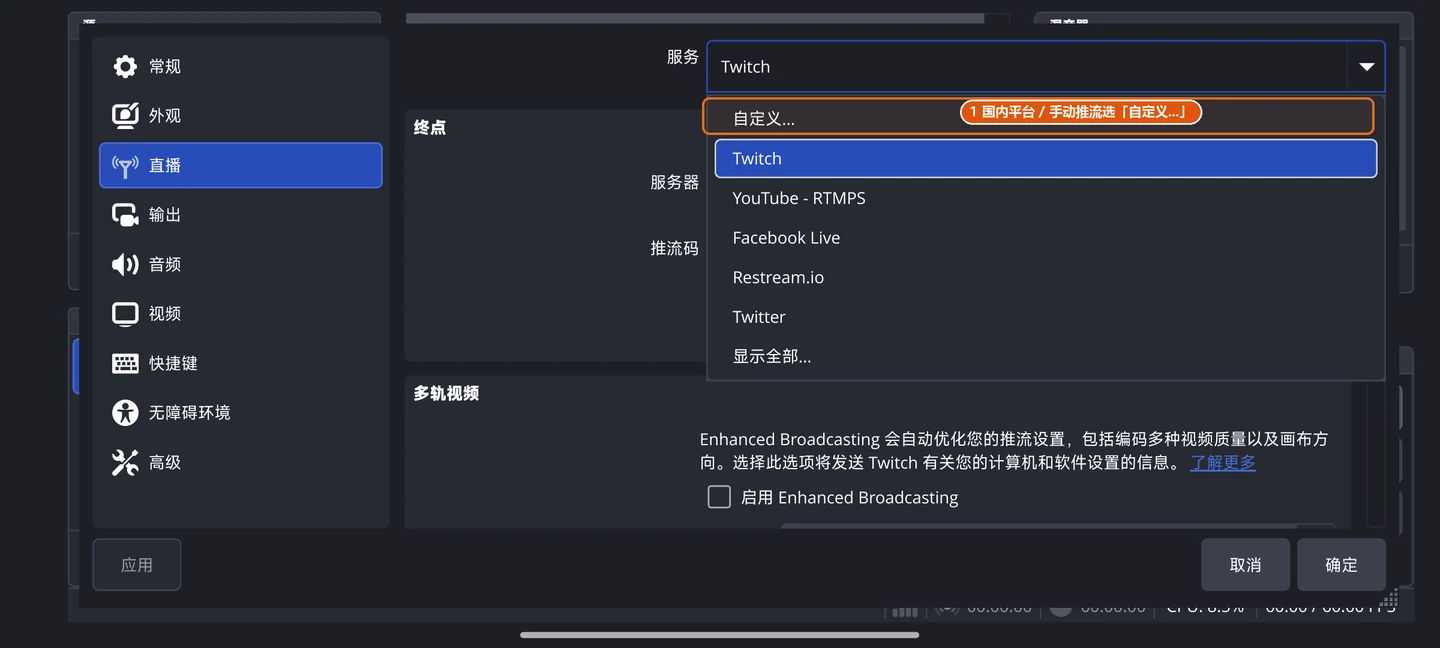 常规
外观
直播
输出
音频
视频
快捷键
无障碍环境
高级
服务
Twitch
自定义...
1 国内平台 / 手动推流选「自定义...」
Twitch
YouTube - RTMPS
Facebook Live
Restream.io
Twitter
显示全部...
终点
服务器
推流码
多轨视频
Enhanced Broadcasting 会自动优化您的推流设置，包括编码多种视频质量以及画布方
向。选择此选项将发送 Twitch 有关您的计算机和软件设置的信息。 了解更多
启用 Enhanced Broadcasting
应用
取消
确定